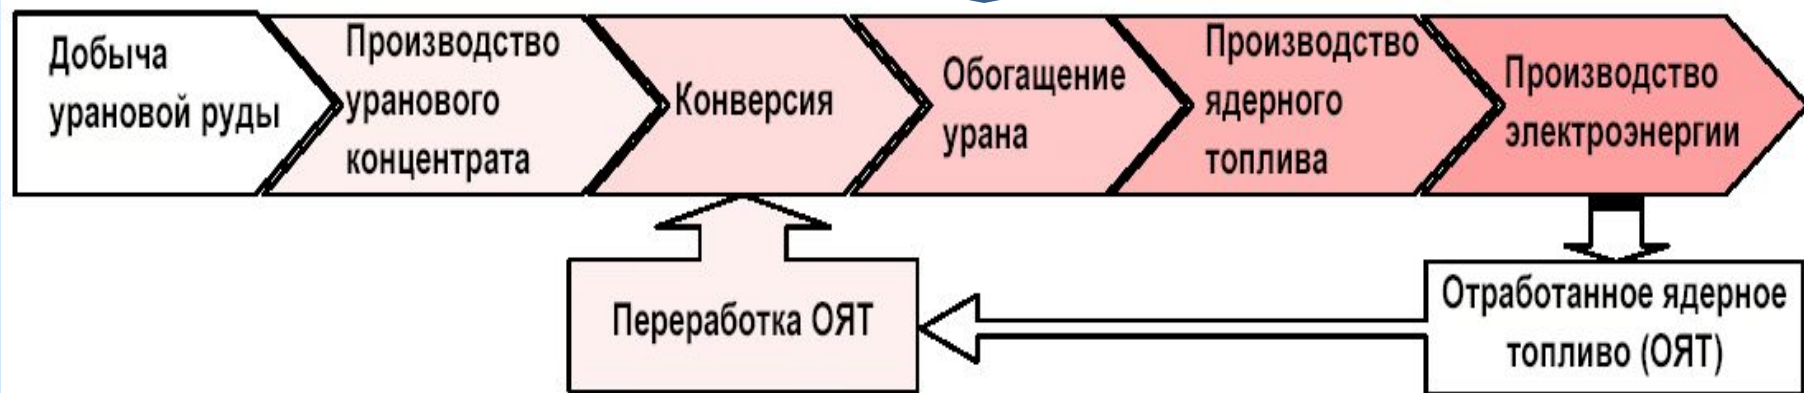 Добыча
урановой руды
Производство
уранового
концентрата
Конверсия
Обогащение
урана
Производство
ядерного
топлива
Производство
электроэнергии
Переработка ОЯТ
Отработанное ядерное
топливо (ОЯТ)